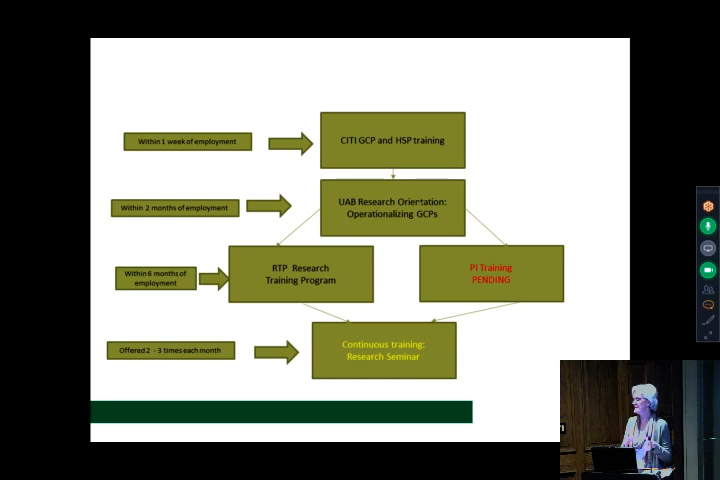 Within 1 week of employment
CITI GCP and HSP training
Within 2 months of employment
UAB Research Orientation:
Operationalizing GCPs
Within 6 months of
employment
RTP Research
Training Program
PI Training
PENDING
Offered 2 - 3 times each month
Continuous training:
Research Seminar